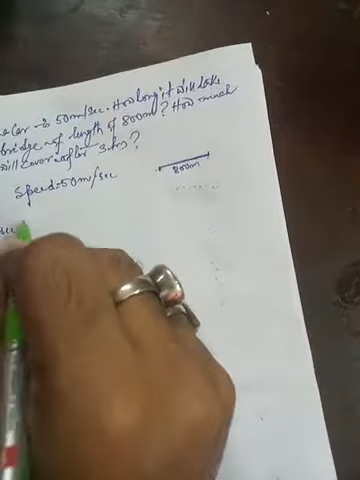 Car is 50m/sec. How long it will take
bridge of length of 800m? How much
will cover after 3 hrs?
Speed=50m/sec
800m
sec